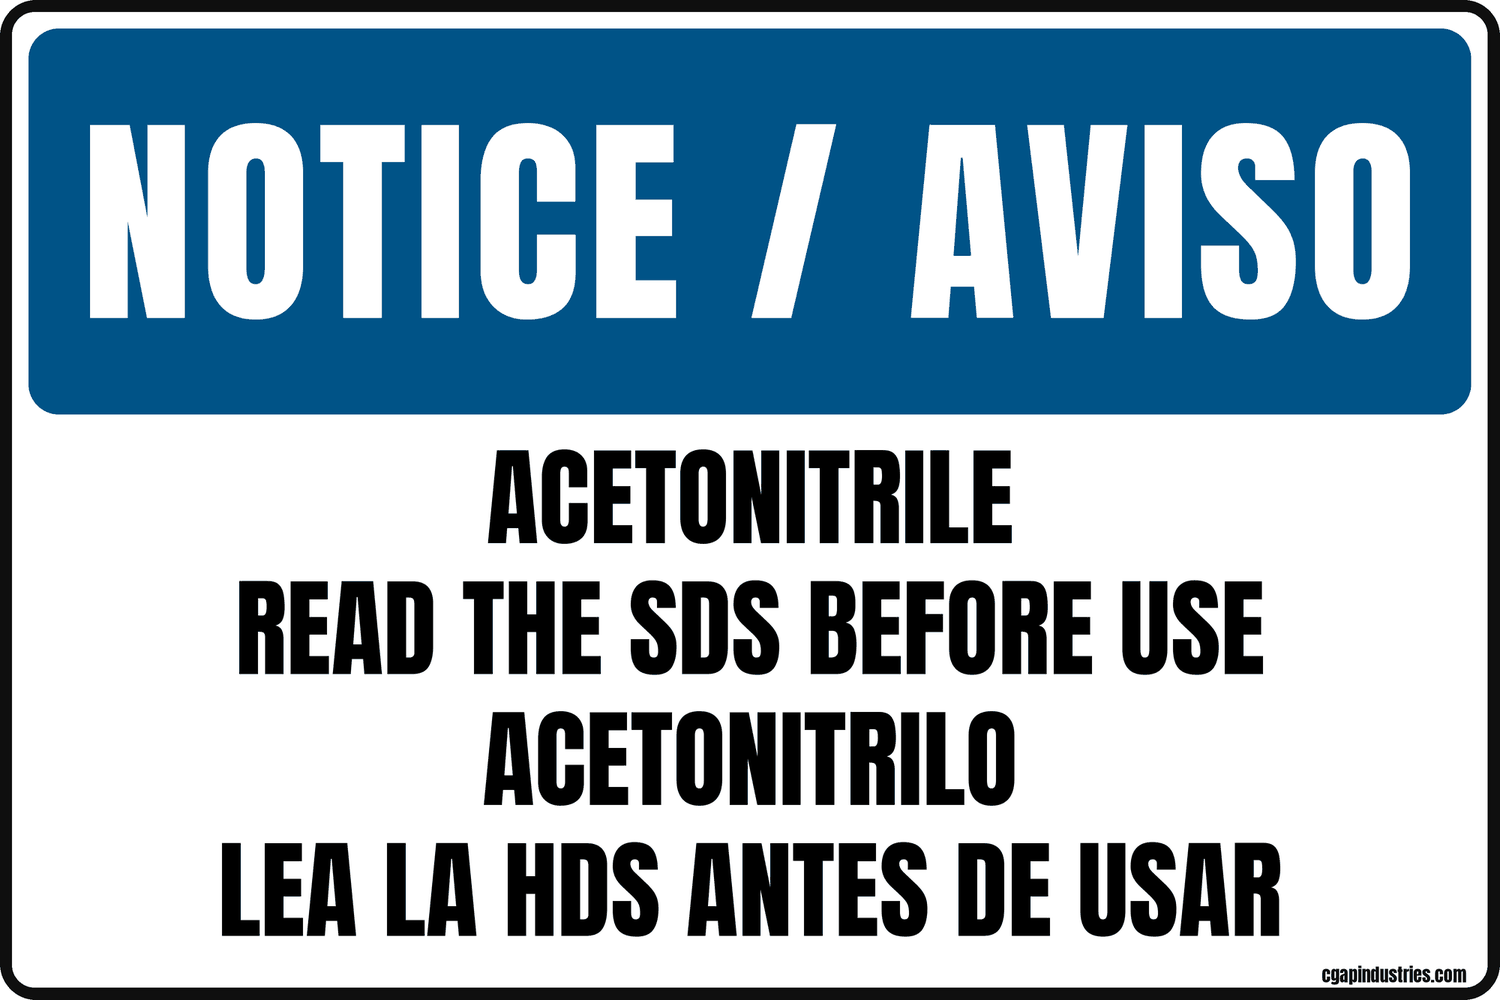 NOTICE / AVISO
ACETONITRILE
READ THE SDS BEFORE USE
ACETONITRILO
LEA LA HDS ANTES DE USAR
cgapindustries.com